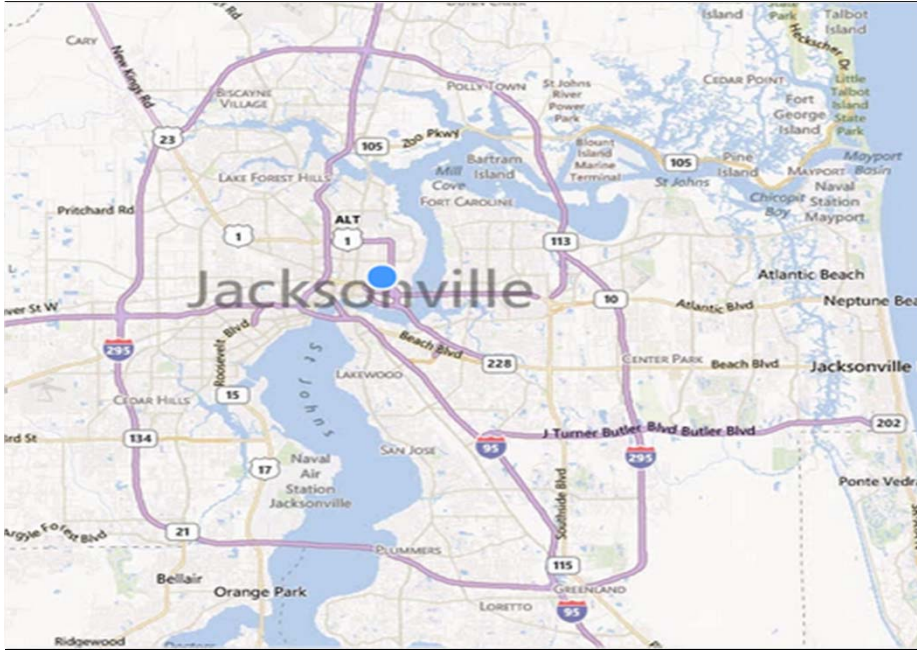 Island
State
Park
Talbot
Island
CARY
New Kings Rd
Heckscher Dr
BISCAYNE
VILLAGE
POLLY TOWN
St Johns
River
Power
Park
CEDAR POINT
Fort
George
Island
Little
Talbot
Island
State
Park
23
105
Zoo Pkwy
Blount
Island
Marine
Terminal
105
Pine
Island
MAYPORT
Mayport
Basin
Bartram
Island
Mill
Cove
LAKE FOREST HILLS
FORT CAROLINE
St Johns
Chicopit
Bay
Naval
Station
Mayport
Pritchard Rd
ALT
1
1
113
Jacksonville
Atlantic Beach
10
Atlantic Blvd
Neptune Bea
ver St W
295
Roosevelt Blvd
St Johns
Beach Blvd
228
CENTER PARK
Beach Blvd
Jacksonville
LAKEWOOD
15
CEDAR HILLS
134
3rd St
SAN JOSE
95
J Turner Butler Blvd
Butler Blvd
202
295
17
Naval
Air
Station
Jacksonville
Southside Blvd
Ponte Vedra
21
Argyle Forest Blvd
PLUMMERS
115
Bellair
Orange Park
GREENLAND
LORETTO
95
Ridgewood